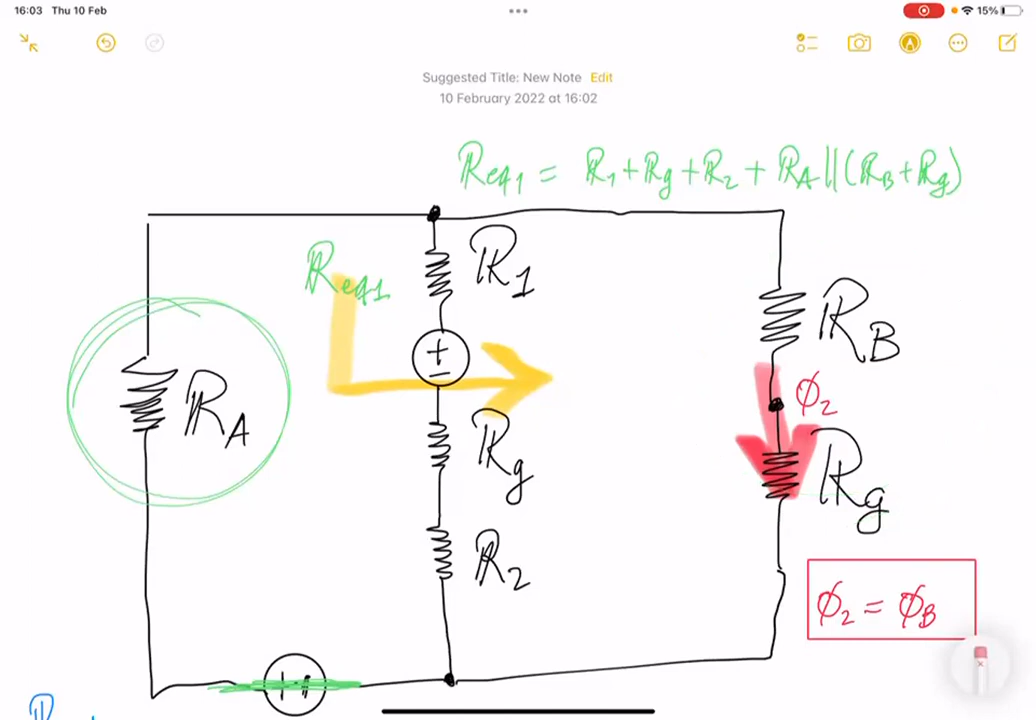 16:03 Thu 10 Feb
15%
Suggested Title: New Note Edit
10 February 2022 at 16:02
Req1 = R1+Rg+R2+RA||(RB+Rg)
Req1
R1
+
−
RA
RB
ϕ2
Rg
Rg
R2
ϕ2 = ϕB